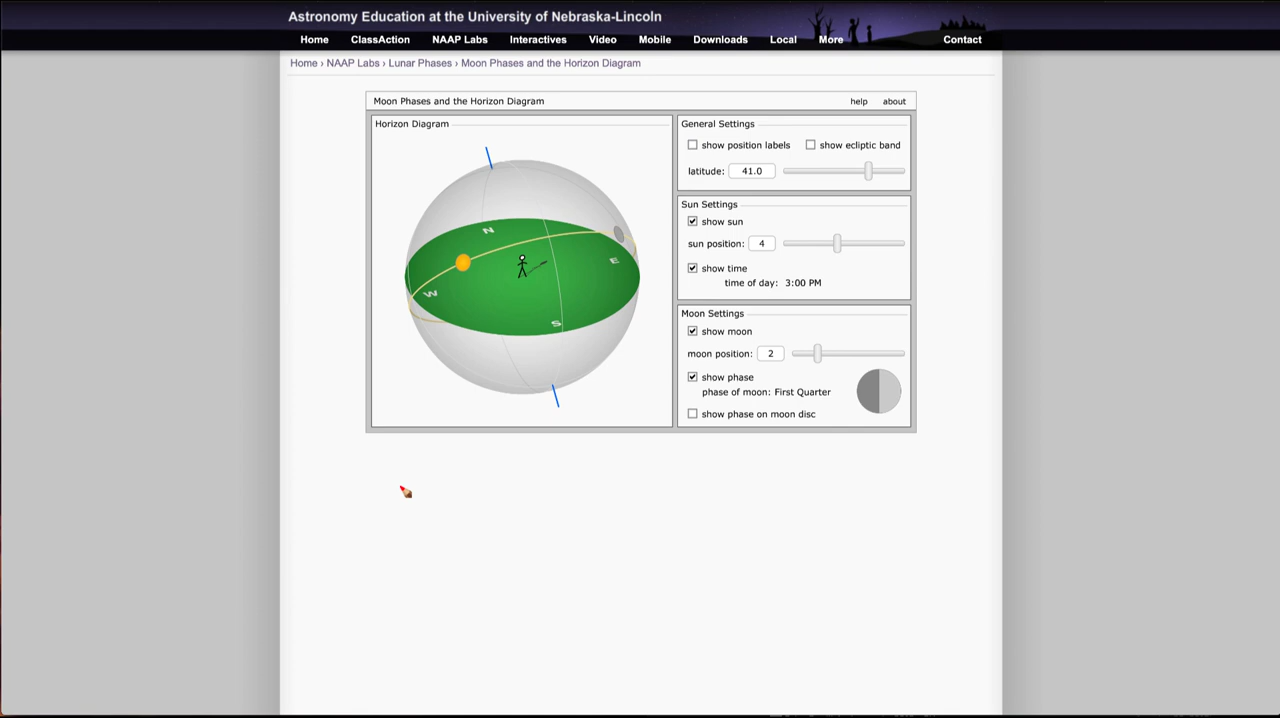 Astronomy Education at the University of Nebraska-Lincoln
Home ClassAction NAAP Labs Interactives Video Mobile Downloads Local More Contact
Home › NAAP Labs › Lunar Phases › Moon Phases and the Horizon Diagram
Moon Phases and the Horizon Diagram help about
Horizon Diagram
N
E
W
S
General Settings
show position labels show ecliptic band
latitude: 41.0
Sun Settings
show sun
sun position: 4
show time
time of day: 3:00 PM
Moon Settings
show moon
moon position: 2
show phase
phase of moon: First Quarter
show phase on moon disc